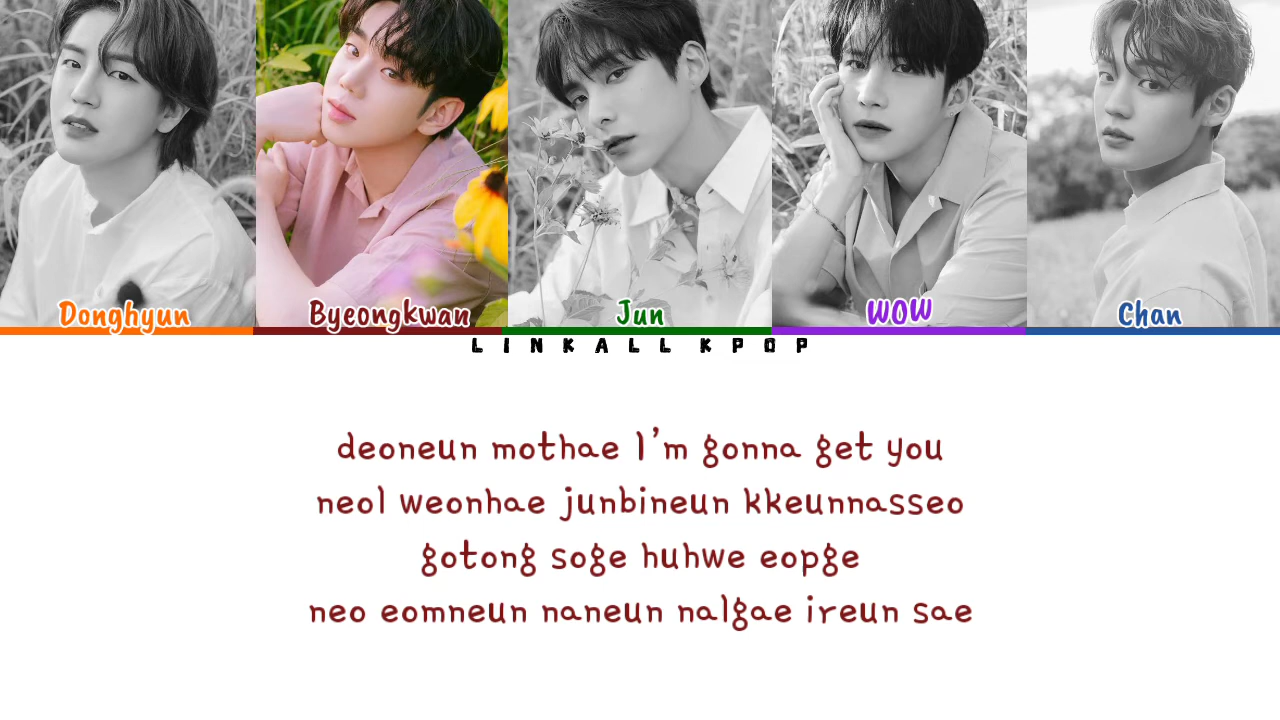 Donghyun Byeongkwan Jun WOW Chan
LINKALL KPOP
deoneun mothae I'm gonna get you
neol weonhae junbineun kkeunnasseo
gotong soge huhwe eopge
neo eomneun naneun nalgae ireun sae